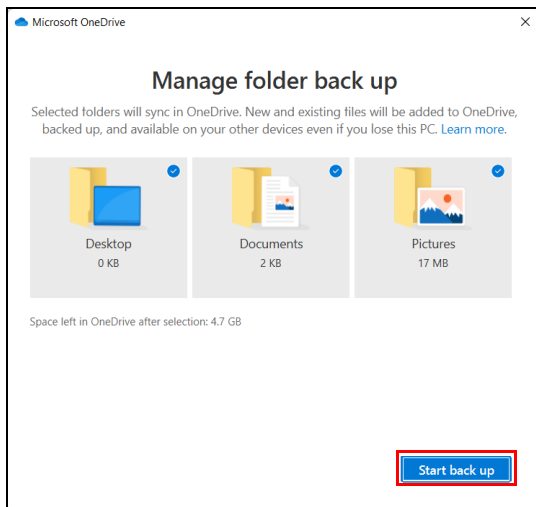 Microsoft OneDrive
Manage folder back up
Selected folders will sync in OneDrive. New and existing files will be added to OneDrive,
backed up, and available on your other devices even if you lose this PC. Learn more.
Desktop
0 KB
Documents
2 KB
Pictures
17 MB
Space left in OneDrive after selection: 4.7 GB
Start back up